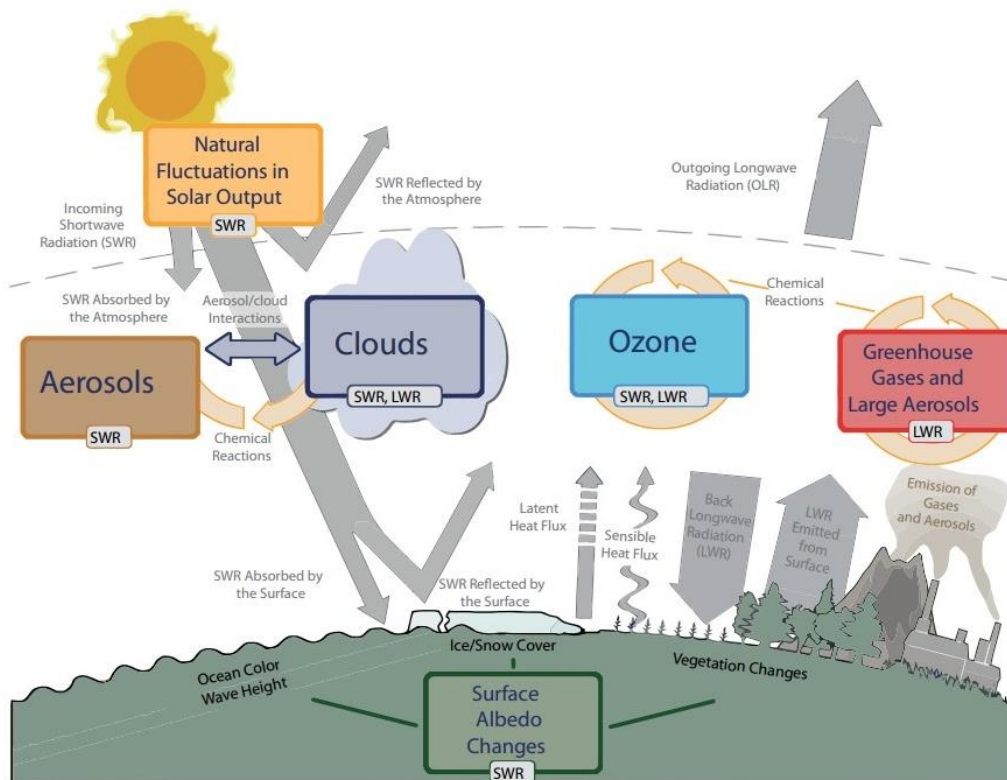 Natural
Fluctuations in
Solar Output
SWR
Incoming
Shortwave
Radiation (SWR)
SWR Reflected by
the Atmosphere
Outgoing Longwave
Radiation (OLR)
SWR Absorbed by
the Atmosphere
Aerosol/cloud
Interactions
Chemical
Reactions
Aerosols
SWR
Clouds
SWR, LWR
Ozone
SWR, LWR
Greenhouse
Gases and
Large Aerosols
LWR
Chemical
Reactions
Emission of
Gases
and Aerosols
Latent
Heat Flux
Sensible
Heat Flux
Back
Longwave
Radiation
(LWR)
LWR
Emitted
from
Surface
SWR Absorbed by
the Surface
SWR Reflected by
the Surface
Ice/Snow Cover
Ocean Color
Wave Height
Vegetation Changes
Surface
Albedo
Changes
SWR